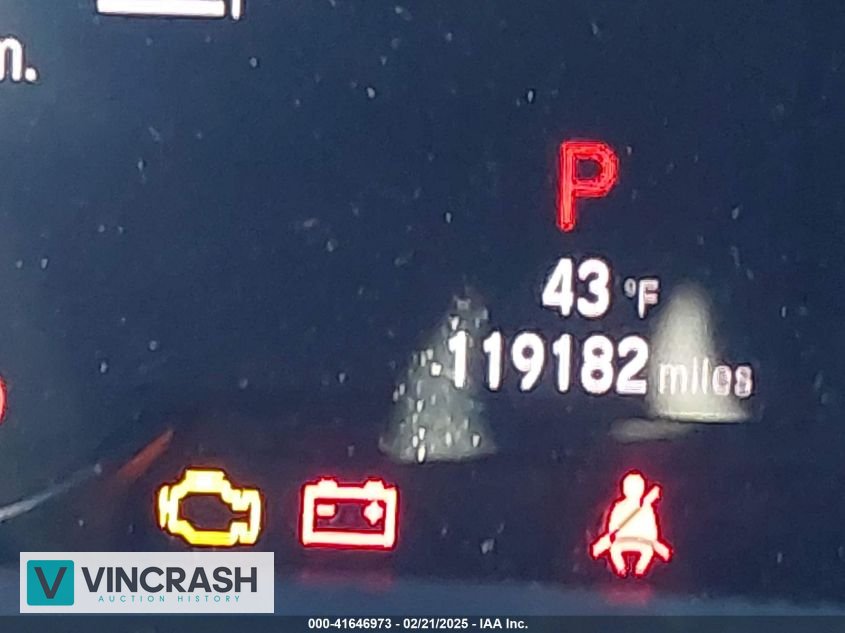 n.
P
43 °F
119182 miles
VINCRASH
AUCTION HISTORY
000-41646973 - 02/21/2025 - IAA Inc.